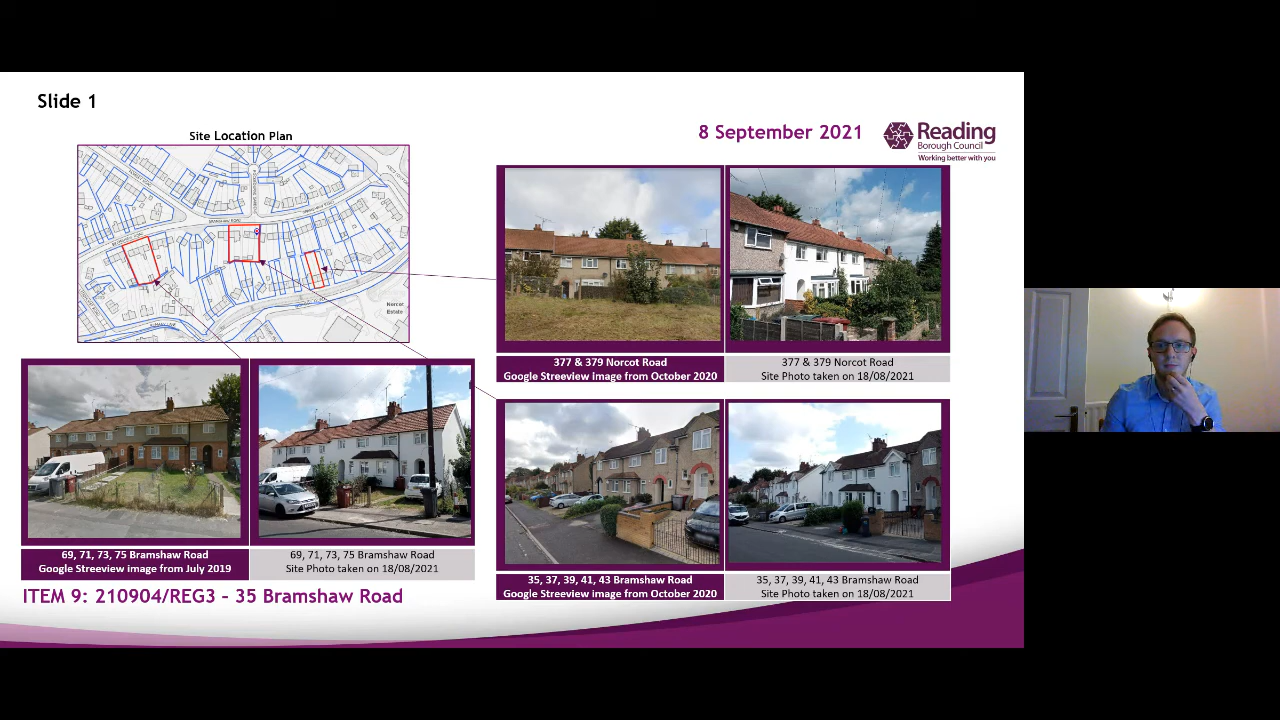 Slide 1
Site Location Plan
8 September 2021
Reading
Borough Council
Working better with you
BRAMSHAW ROAD
Norcot
Estate
377 & 379 Norcot Road
Google Streeview image from October 2020
377 & 379 Norcot Road
Site Photo taken on 18/08/2021
69, 71, 73, 75 Bramshaw Road
Google Streeview image from July 2019
69, 71, 73, 75 Bramshaw Road
Site Photo taken on 18/08/2021
35, 37, 39, 41, 43 Bramshaw Road
Google Streeview image from October 2020
35, 37, 39, 41, 43 Bramshaw Road
Site Photo taken on 18/08/2021
ITEM 9: 210904/REG3 – 35 Bramshaw Road